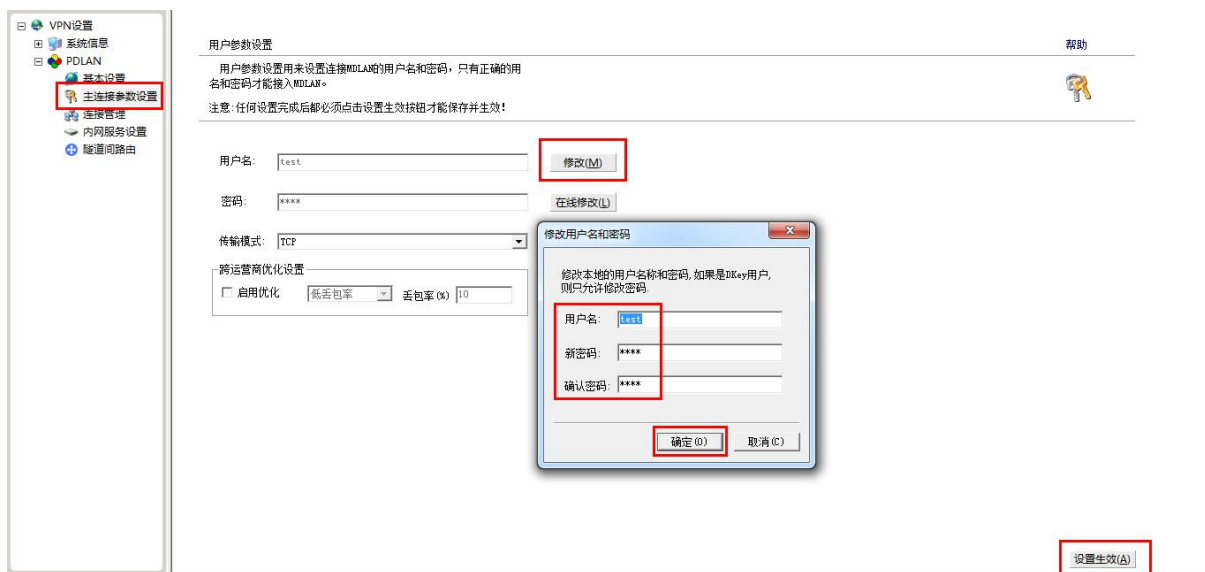 VPN设置
系统信息
PDLAN
基本设置
主连接参数设置
连接管理
内网服务设置
隧道间路由
用户参数设置
帮助
用户参数设置用来设置连接MDLAN的用户名和密码，只有正确的用
名和密码才能接入MDLAN。
注意:任何设置完成后都必须点击设置生效按钮才能保存并生效!
用户名: test 修改(M)
密码: **** 在线修改(L)
传输模式: TCP
跨运营商优化设置
启用优化 低丢包率 丢包率(%) 10
修改用户名和密码
修改本地的用户名称和密码,如果是DKey用户,
则只允许修改密码.
用户名: test
新密码: ****
确认密码: ****
确定(O) 取消(C)
设置生效(A)